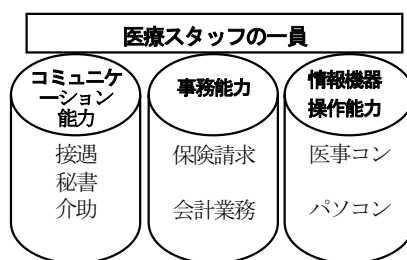 医療スタッフの一員
コミュニケ
ーション
能力
接遇
秘書
介助
事務能力
保険請求
会計業務
情報機器
操作能力
医事コン
パソコン